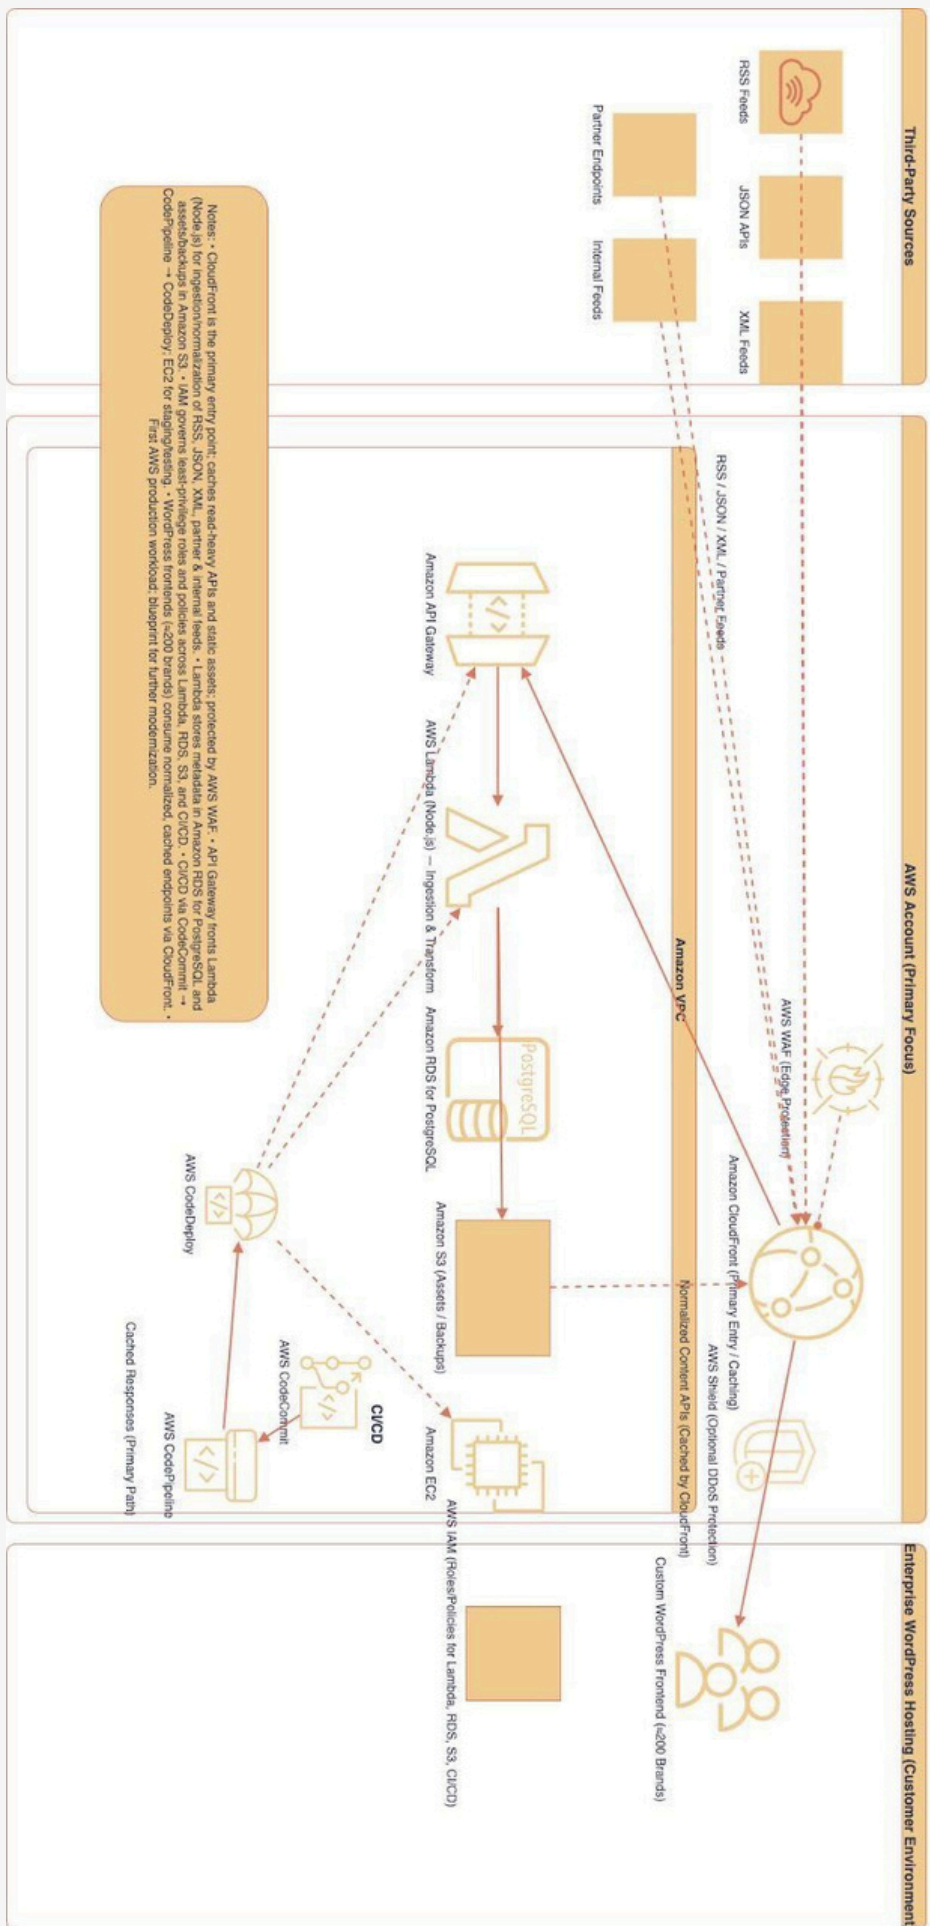 Third-Party Sources
RSS Feeds
JSON APIs
XML Feeds
Partner Endpoints
Internal Feeds
AWS Account (Primary Focus)
AWS WAF (Edge Protection)
Amazon CloudFront (Primary Entry / Caching)
AWS Shield (Optional DDoS Protection)
RSS / JSON / XML / Partner Feeds
Amazon VPC
Normalized Content APIs (Cached by CloudFront)
Amazon API Gateway
AWS Lambda (Node.js) — Ingestion & Transform
PostgreSQL
Amazon RDS for PostgreSQL
Amazon S3 (Assets / Backups)
Amazon EC2
CI/CD
AWS CodeCommit
AWS CodeDeploy
AWS CodePipeline
Cached Responses (Primary Path)
Enterprise WordPress Hosting (Customer Environment
Custom WordPress Frontend (≈200 Brands)
AWS IAM (Roles/Policies for Lambda, RDS, S3, CI/CD)
Notes: • CloudFront is the primary entry point; caches read-heavy APIs and static assets; protected by AWS WAF. • API Gateway fronts Lambda
(Node.js) for ingestion/normalization of RSS, JSON, XML, partner & internal feeds. • Lambda stores metadata in Amazon RDS for PostgreSQL and
assets/backups in Amazon S3. • IAM governs least-privilege roles and policies across Lambda, RDS, S3, and CI/CD. • CI/CD via CodeCommit →
CodePipeline → CodeDeploy; EC2 for staging/testing. • WordPress frontends (≈200 brands) consume normalized, cached endpoints via CloudFront. •
First AWS production workload; blueprint for further modernization.